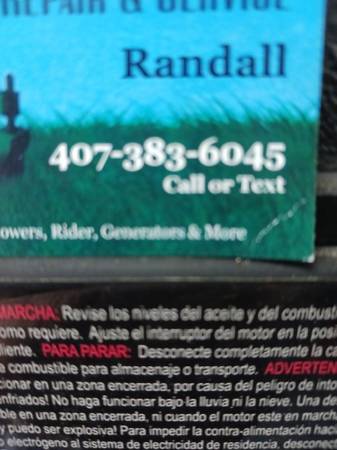 REPAIR & SERVICE
Randall
407-383-6045
Call or Text
owers, Rider, Generators & More
MARCHA: Revise los niveles del aceite y del combust
omo requiere. Ajuste el interruptor del motor en la posi
liente. PARA PARAR: Desconecte completamente la ca
a combustible para almacenaje o transporte. ADVERTEN
cionar en una zona encerrada, por causa del peligro de into
enfriados! No haga funcionar bajo la lluvia ni la nieve. Una de
ble en una zona encerrada, ni cuando el motor este en march
y puedo ser explosiva! Para impedir la contra-alimentación haci
o electrógeno al sistema de electricidad de residencia, desconect